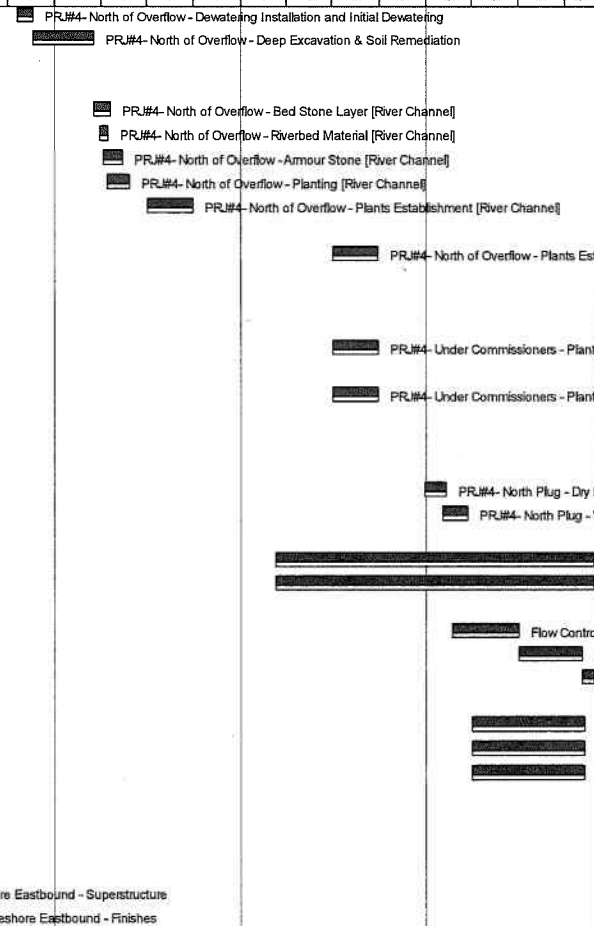 PRJ#4- North of Overflow - Dewatering Installation and Initial Dewatering
PRJ#4- North of Overflow - Deep Excavation & Soil Remediation
PRJ#4- North of Overflow - Bed Stone Layer [River Channel]
PRJ#4- North of Overflow - Riverbed Material [River Channel]
PRJ#4- North of Overflow - Armour Stone [River Channel]
PRJ#4- North of Overflow - Planting [River Channel]
PRJ#4- North of Overflow - Plants Establishment [River Channel]
PRJ#4- North of Overflow - Plants Est
PRJ#4- Under Commissioners - Plant
PRJ#4- Under Commissioners - Plant
PRJ#4- North Plug - Dry
PRJ#4- North Plug -
Flow Contro
re Eastbound - Superstructure
eshore Eastbound - Finishes